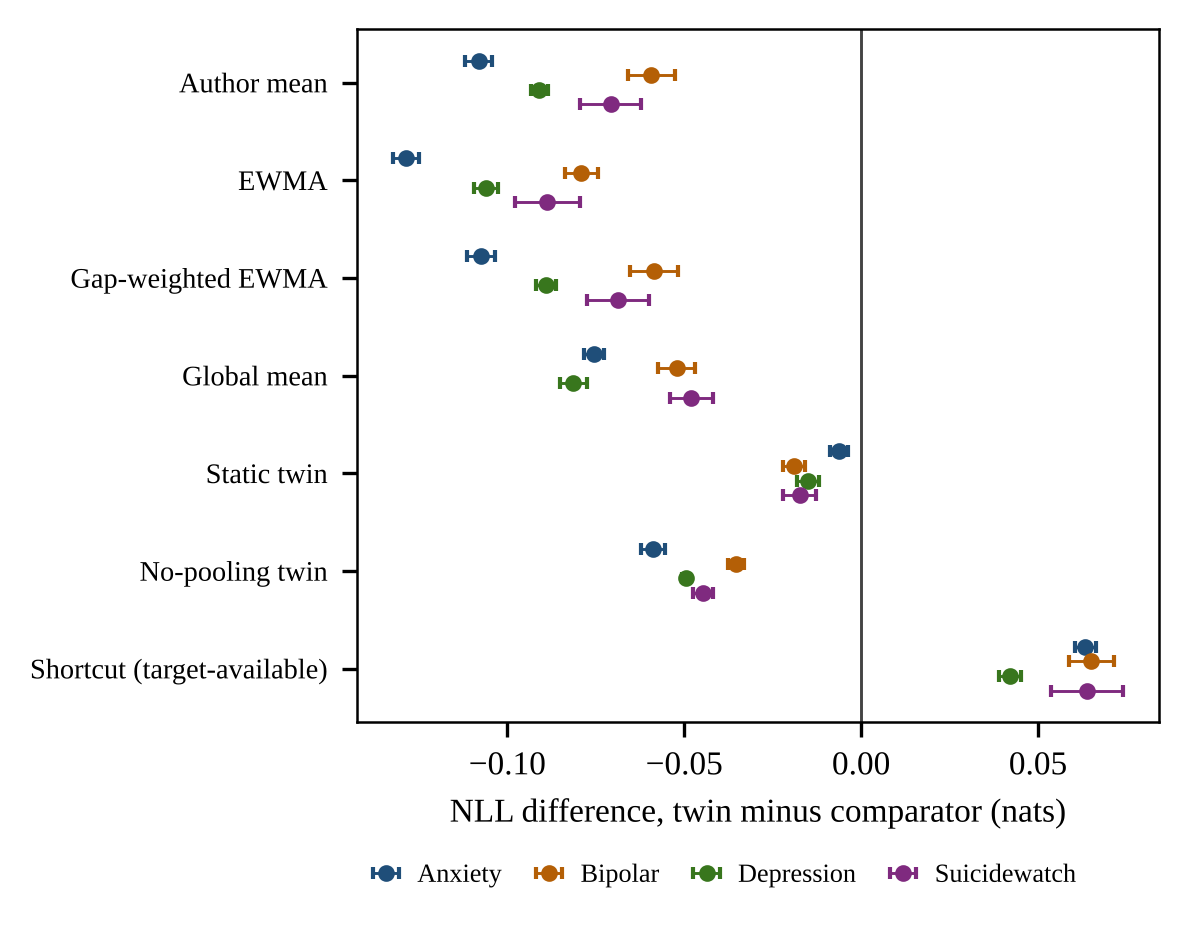 Author mean
EWMA
Gap-weighted EWMA
Global mean
Static twin
No-pooling twin
Shortcut (target-available)
−0.10 −0.05 0.00 0.05
NLL difference, twin minus comparator (nats)
Anxiety Bipolar Depression Suicidewatch